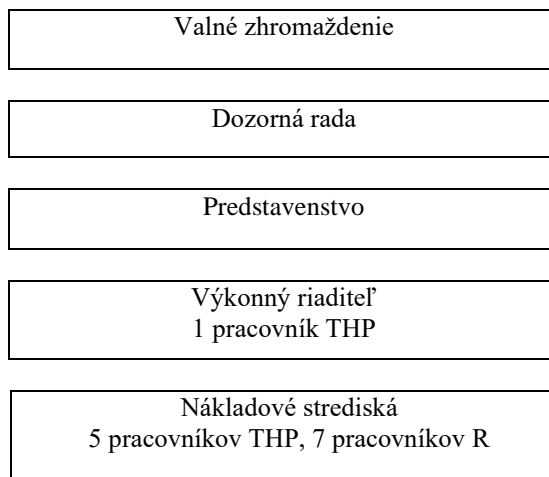 Valné zhromaždenie
Dozorná rada
Predstavenstvo
Výkonný riaditeľ
1 pracovník THP
Nákladové strediská
5 pracovníkov THP, 7 pracovníkov R